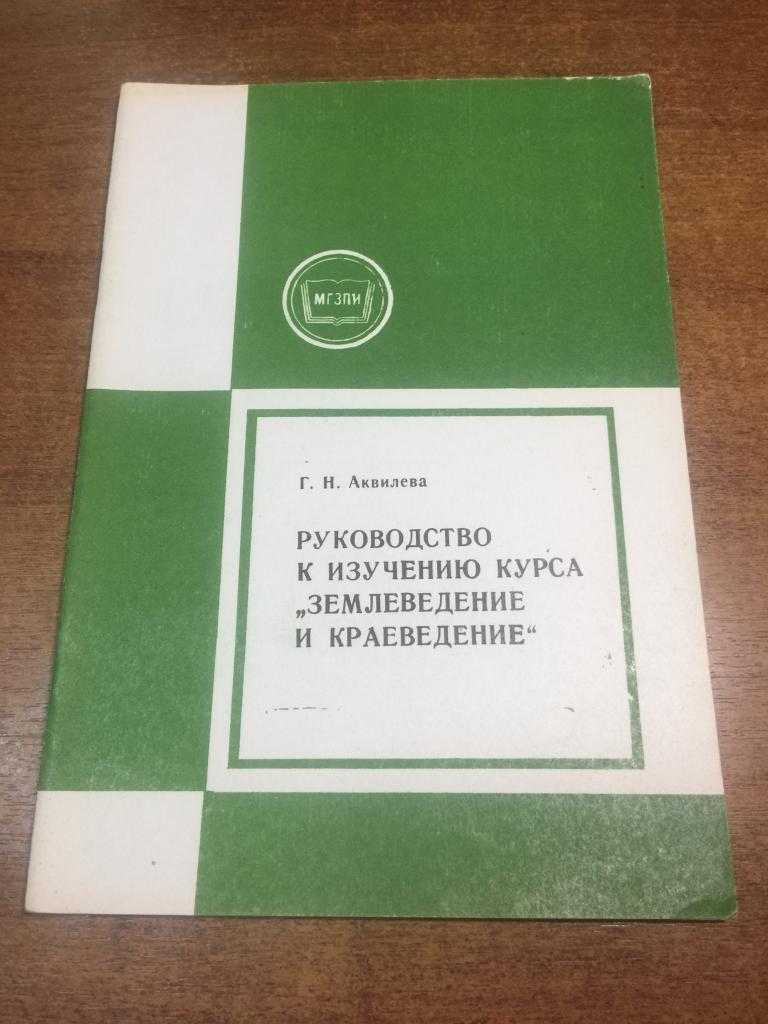 МГЗПИ
Г. Н. Аквилева
РУКОВОДСТВО
К ИЗУЧЕНИЮ КУРСА
„ЗЕМЛЕВЕДЕНИЕ
И КРАЕВЕДЕНИЕ“